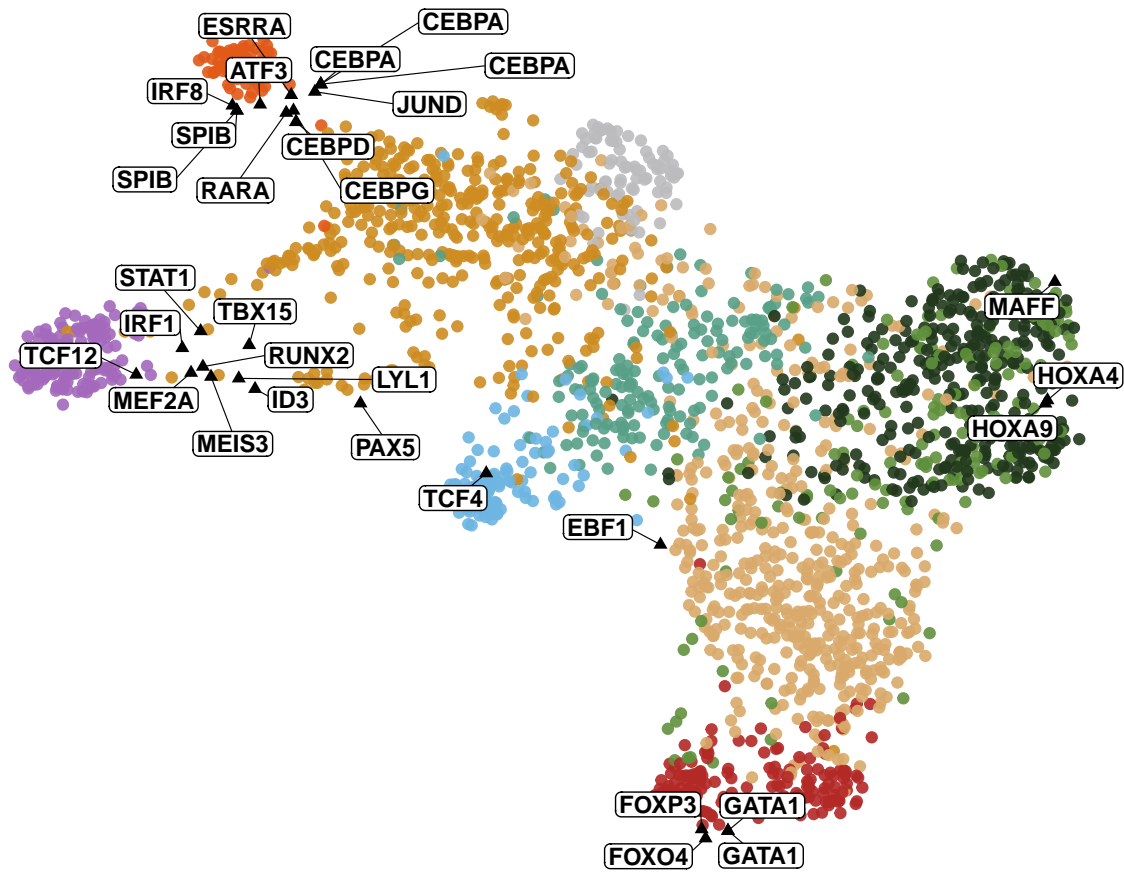 CEBPA
ESRRA
CEBPA
CEBPA
ATF3
IRF8
JUND
SPIB
CEBPD
SPIB
RARA
CEBPG
STAT1
MAFF
TBX15
IRF1
TCF12
RUNX2
HOXA4
LYL1
MEF2A
ID3
HOXA9
MEIS3
PAX5
TCF4
EBF1
FOXP3
GATA1
FOXO4
GATA1